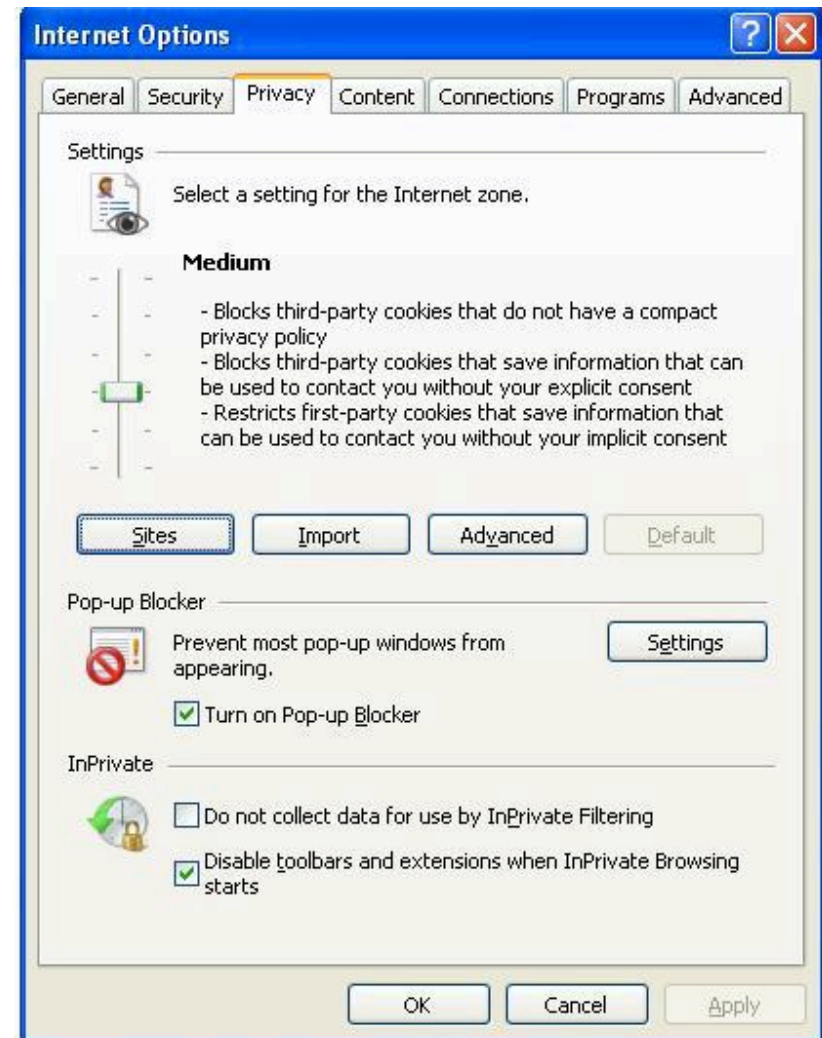 Internet Options
General Security Privacy Content Connections Programs Advanced
Settings
Select a setting for the Internet zone.
Medium
- Blocks third-party cookies that do not have a compact
privacy policy
- Blocks third-party cookies that save information that can
be used to contact you without your explicit consent
- Restricts first-party cookies that save information that
can be used to contact you without your implicit consent
Sites Import Advanced Default
Pop-up Blocker
Prevent most pop-up windows from
appearing.
Settings
Turn on Pop-up Blocker
InPrivate
Do not collect data for use by InPrivate Filtering
Disable toolbars and extensions when InPrivate Browsing
starts
OK Cancel Apply